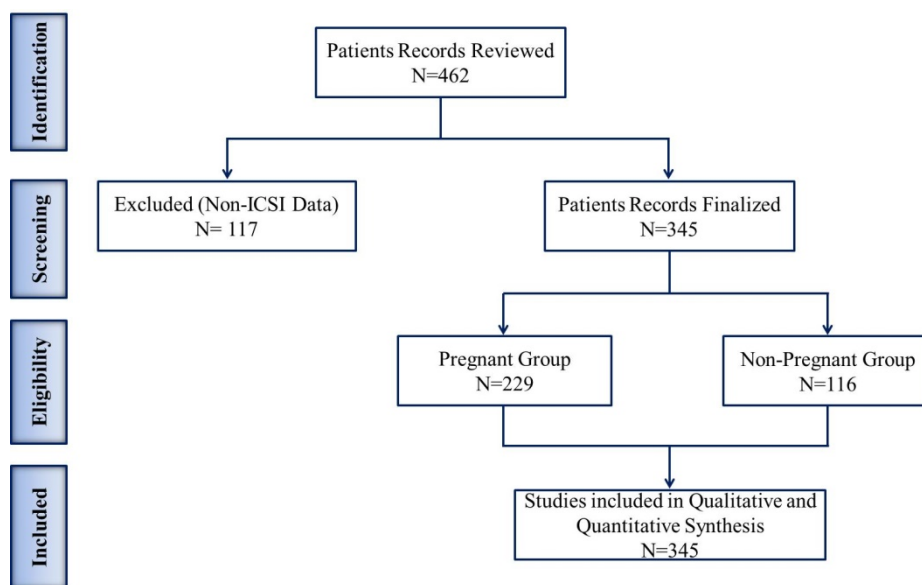 Identification
Patients Records Reviewed
N=462
Screening
Excluded (Non-ICSI Data)
N= 117
Patients Records Finalized
N=345
Eligibility
Pregnant Group
N=229
Non-Pregnant Group
N=116
Included
Studies included in Qualitative and
Quantitative Synthesis
N=345